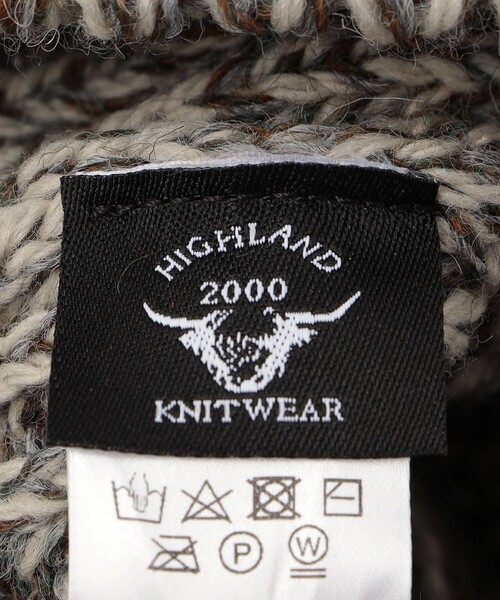 HIGHLAND
2000
KNITWEAR
P
W